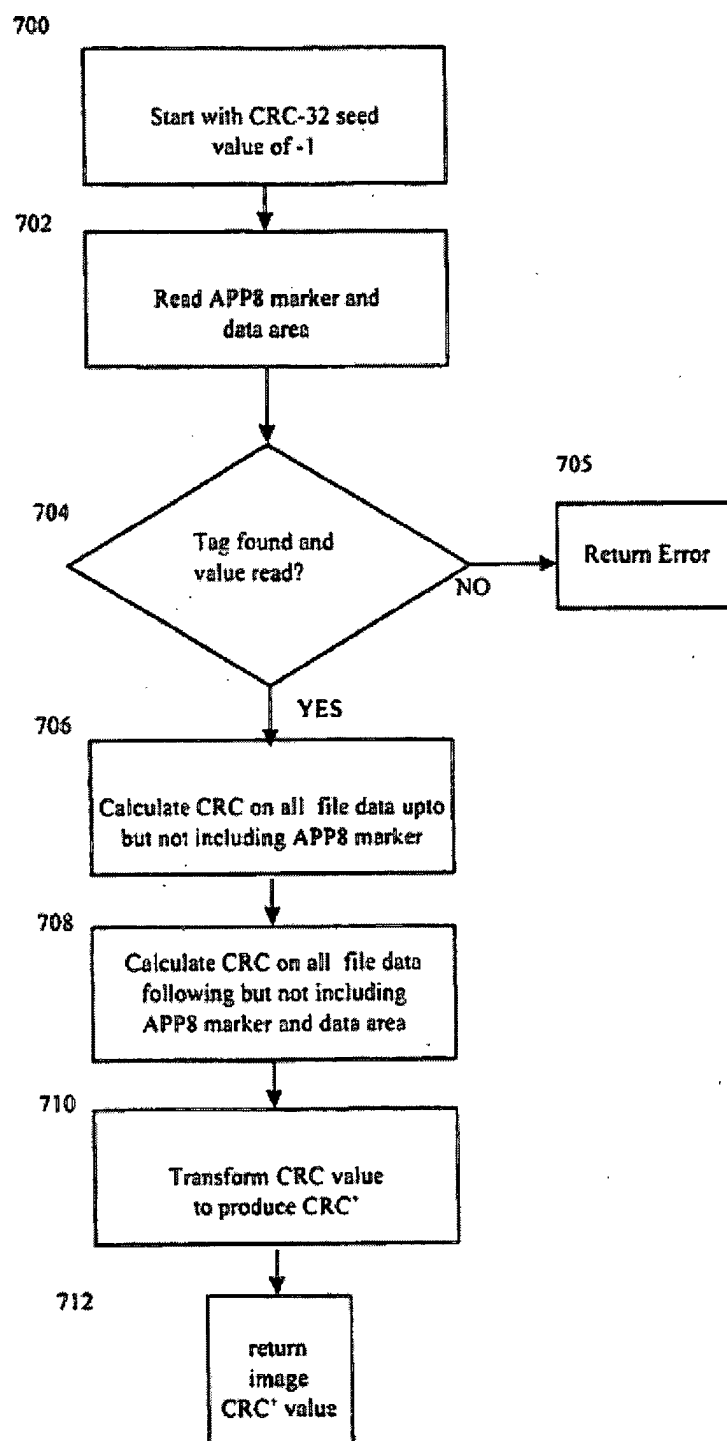 700
Start with CRC-32 seed
value of -1
702
Read APP8 marker and
data area
704
Tag found and
value read?
NO
705
Return Error
YES
706
Calculate CRC on all file data upto
but not including APP8 marker
708
Calculate CRC on all file data
following but not including
APP8 marker and data area
710
Transform CRC value
to produce CRC⁺
712
return
image
CRC⁺ value